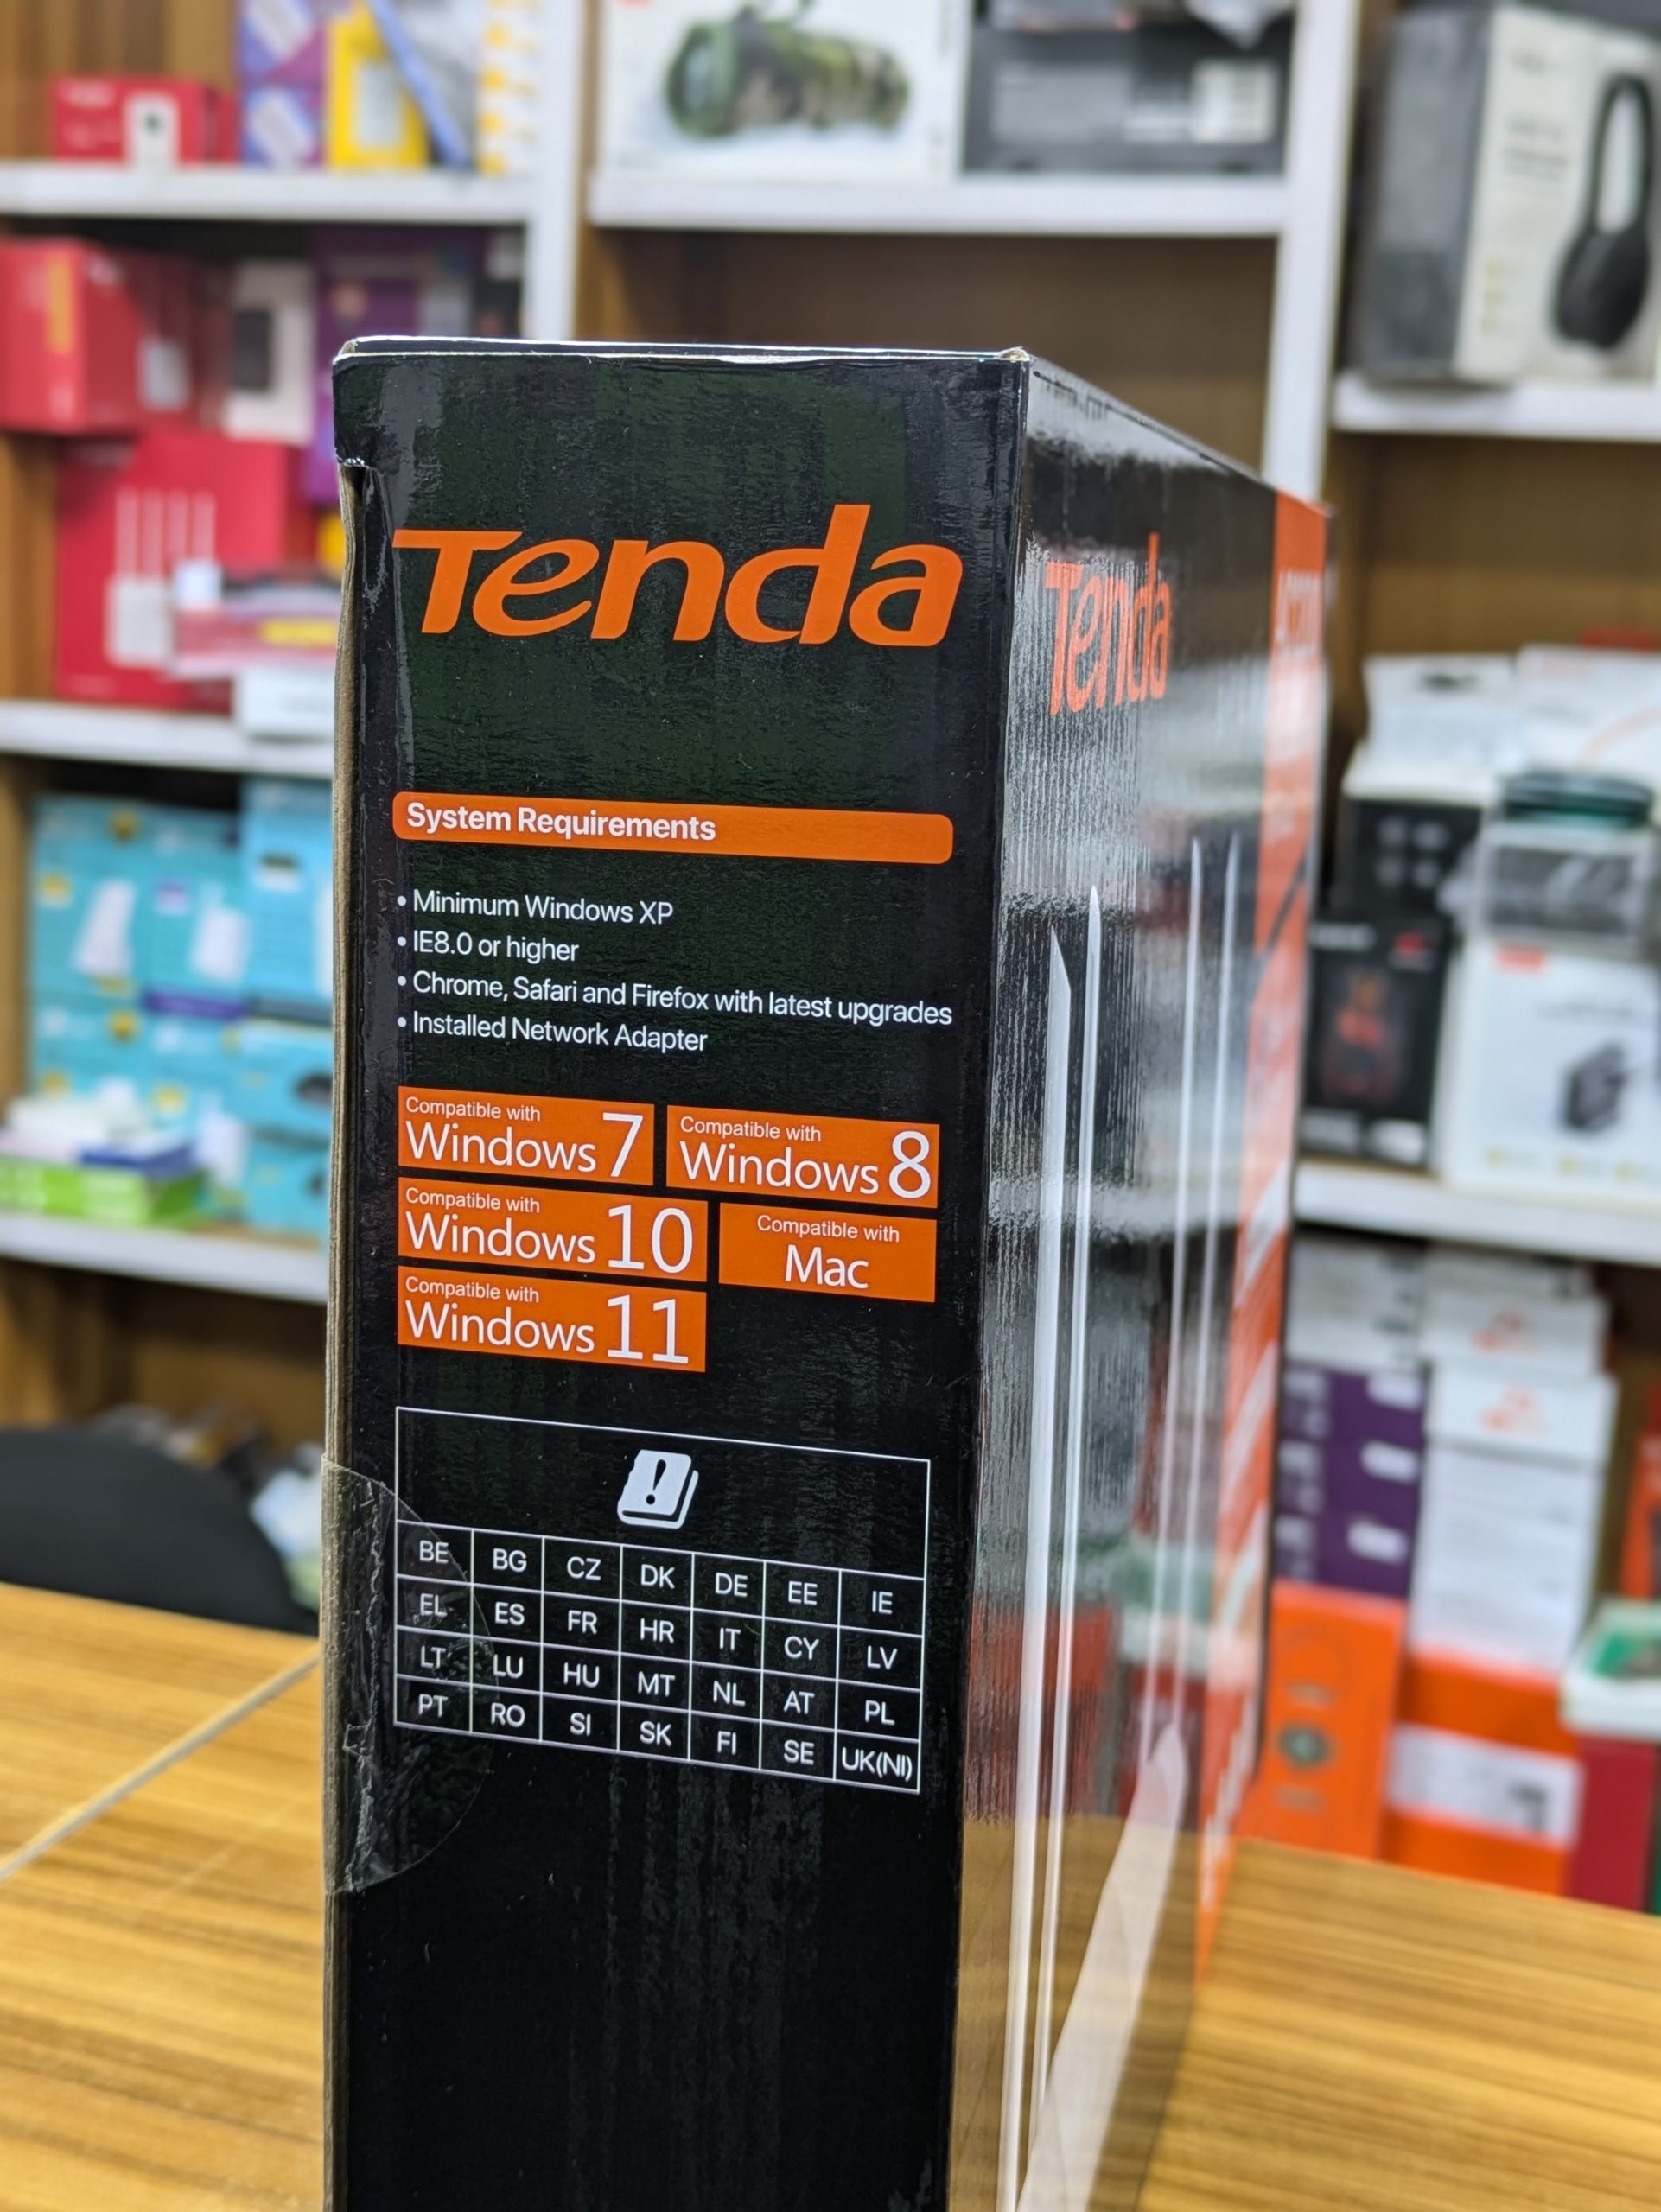 Tenda
System Requirements
• Minimum Windows XP
• IE8.0 or higher
• Chrome, Safari and Firefox with latest upgrades
• Installed Network Adapter
Compatible with
Windows 7
Compatible with
Windows 8
Compatible with
Windows 10
Compatible with
Mac
Compatible with
Windows 11
!
BE BG CZ DK DE EE IE
EL ES FR HR IT CY LV
LT LU HU MT NL AT PL
PT RO SI SK FI SE UK(NI)
Tenda